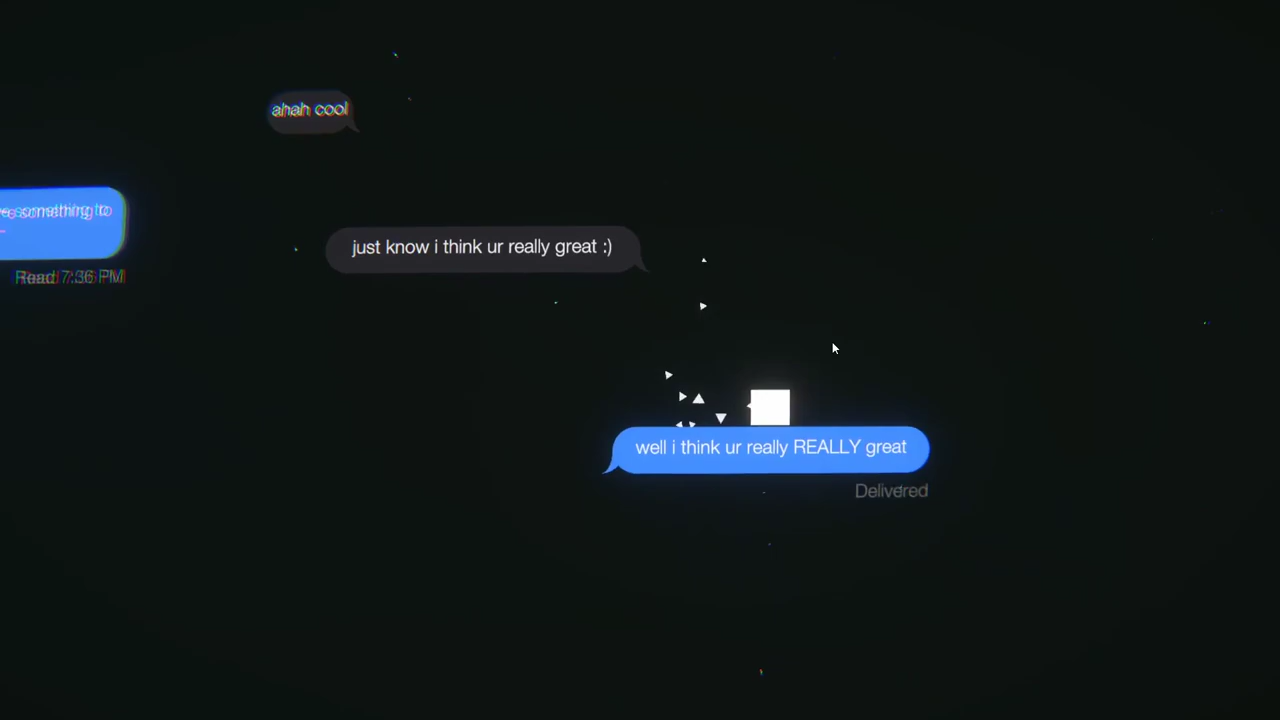 ahah cool
something to
Read 7:36 PM
just know i think ur really great :)
well i think ur really REALLY great
Delivered